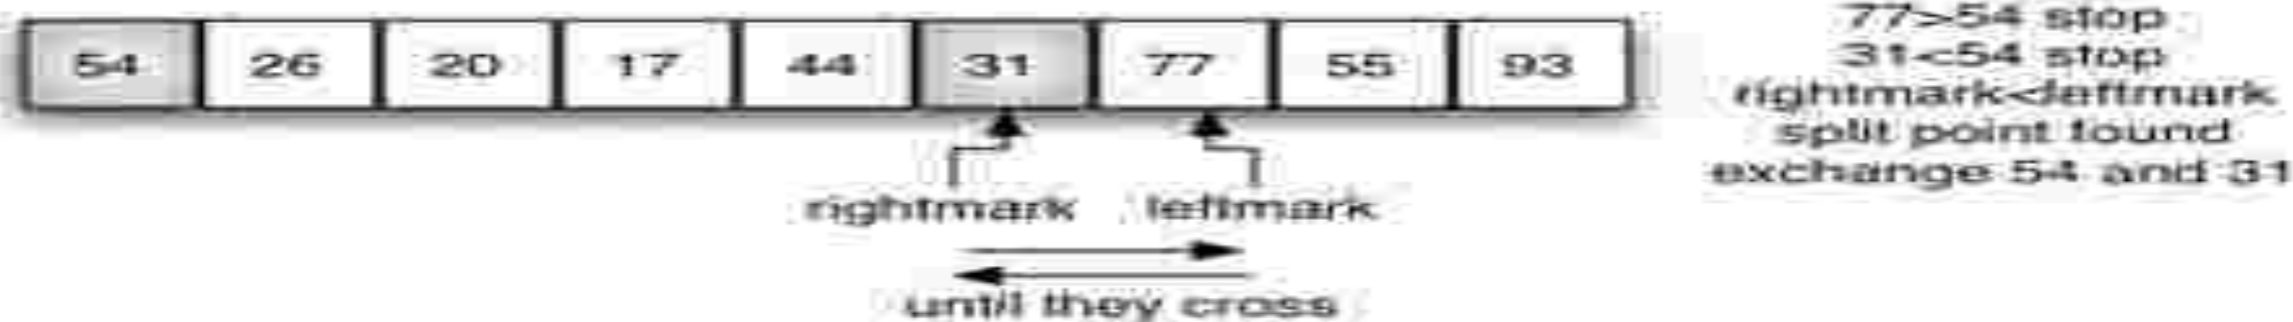 54 26 20 17 44 31 77 55 93
77>54 stop
31<54 stop
rightmark<leftmark
split point found
exchange 54 and 31
rightmark leftmark
until they cross